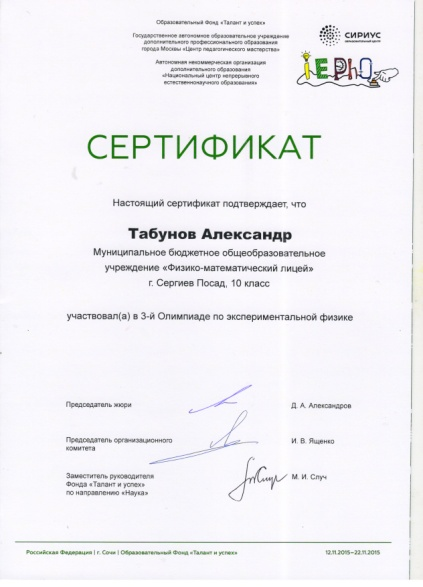 Образовательный Фонд «Талант и успех»
Государственное автономное образовательное учреждение
дополнительного профессионального образования
города Москвы «Центр педагогического мастерства»
Автономная некоммерческая организация
дополнительного образования
«Национальный центр непрерывного
естественнонаучного образования»
СИРИУС
IEPhO
СЕРТИФИКАТ
Настоящий сертификат подтверждает, что
Табунов Александр
Муниципальное бюджетное общеобразовательное
учреждение «Физико-математический лицей»
г. Сергиев Посад, 10 класс
участвовал(а) в 3-й Олимпиаде по экспериментальной физике
Председатель жюри
Д. А. Александров
Председатель организационного
комитета
И. В. Ященко
Заместитель руководителя
Фонда «Талант и успех»
по направлению «Наука»
М. И. Случ
Российская Федерация | г. Сочи | Образовательный Фонд «Талант и успех»
12.11.2015—22.11.2015